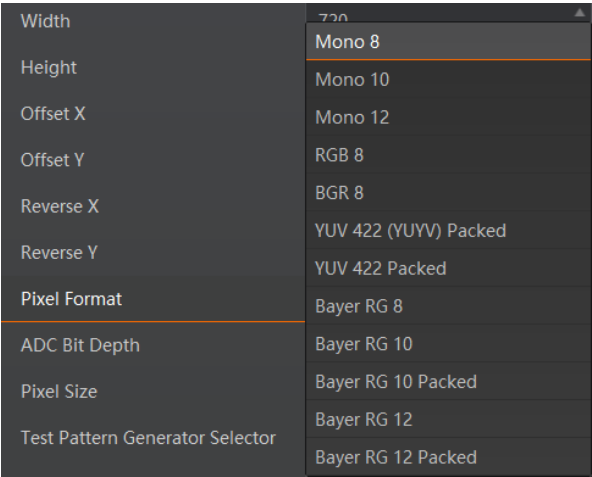 Width
720
Height
Offset X
Offset Y
Reverse X
Reverse Y
Pixel Format
ADC Bit Depth
Pixel Size
Test Pattern Generator Selector
Mono 8
Mono 10
Mono 12
RGB 8
BGR 8
YUV 422 (YUYV) Packed
YUV 422 Packed
Bayer RG 8
Bayer RG 10
Bayer RG 10 Packed
Bayer RG 12
Bayer RG 12 Packed